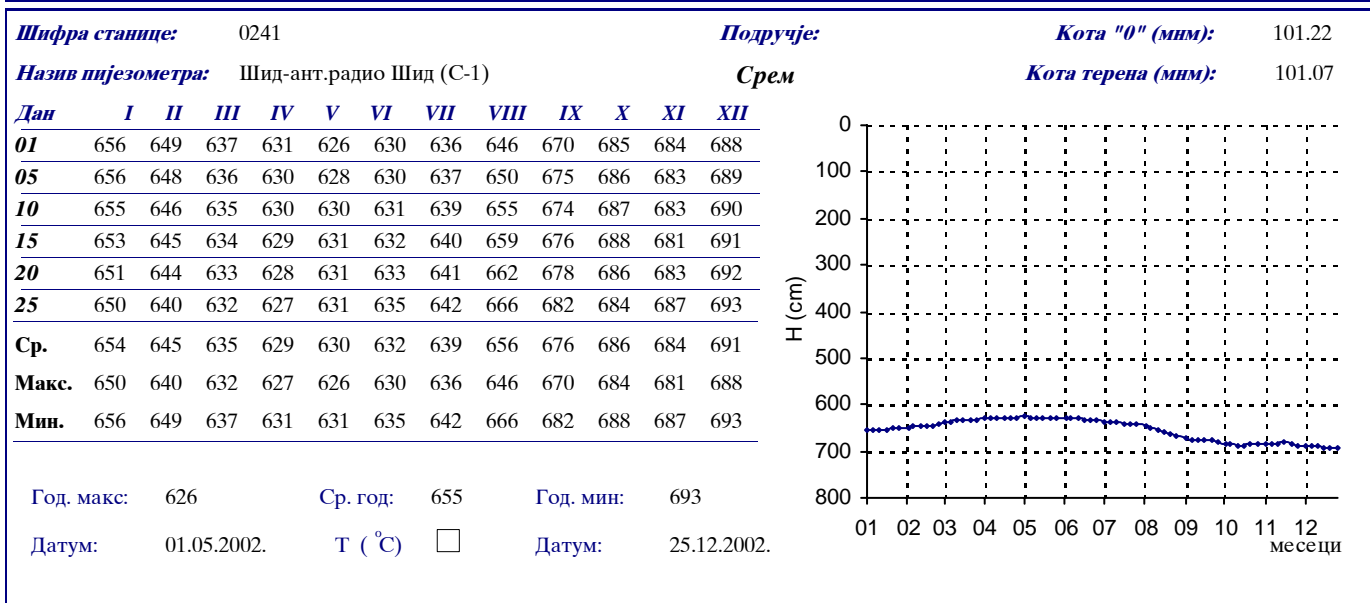 Шифра станице: 0241 Подручје: Кота "0" (мнм): 101.22
Назив пијезометра: Шид-ант.радио Шид (С-1) Срем Кота терена (мнм): 101.07
Дан I II III IV V VI VII VIII IX X XI XII
01 656 649 637 631 626 630 636 646 670 685 684 688
05 656 648 636 630 628 630 637 650 675 686 683 689
10 655 646 635 630 630 631 639 655 674 687 683 690
15 653 645 634 629 631 632 640 659 676 688 681 691
20 651 644 633 628 631 633 641 662 678 686 683 692
25 650 640 632 627 631 635 642 666 682 684 687 693
Ср. 654 645 635 629 630 632 639 656 676 686 684 691
Макс. 650 640 632 627 626 630 636 646 670 684 681 688
Мин. 656 649 637 631 631 635 642 666 682 688 687 693
Год. макс: 626 Ср. год: 655 Год. мин: 693
Датум: 01.05.2002. Т ( °С) Датум: 25.12.2002.
0
100
200
300
400
500
600
700
800
H (cm)
01 02 03 04 05 06 07 08 09 10 11 12
месеци